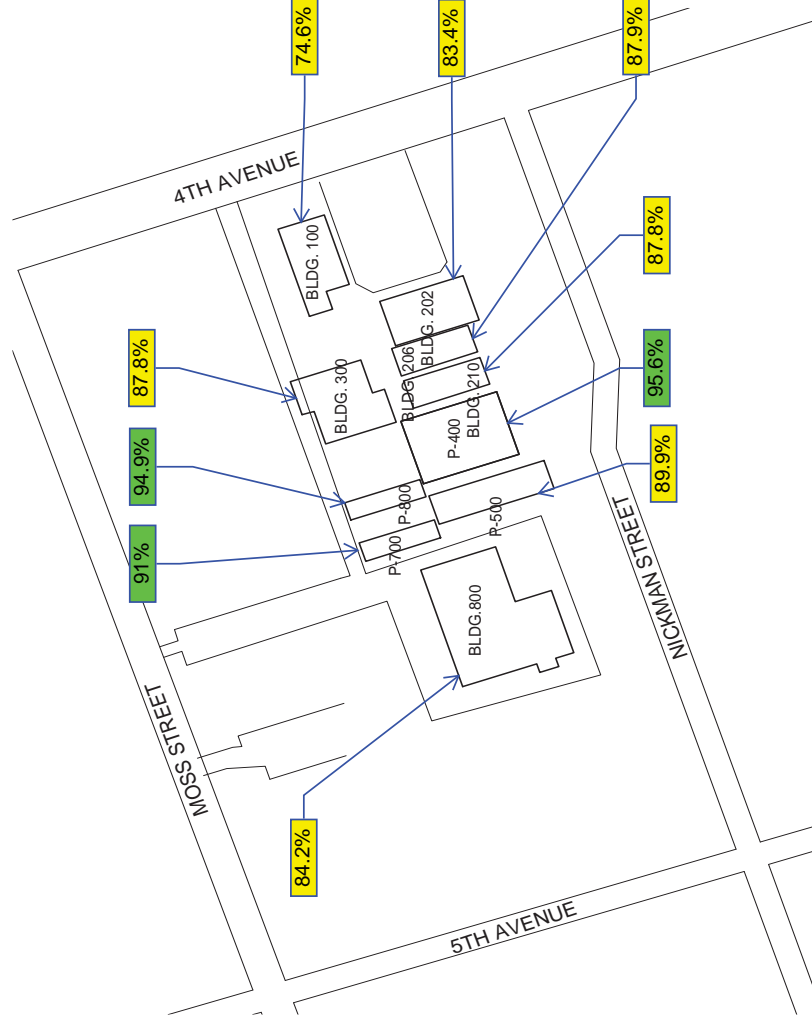 74.6%
83.4%
87.9%
4TH AVENUE
87.8%
BLDG. 100
BLDG. 202
87.8%
BLDG. 206
BLDG. 300
BLDG. 210
95.6%
P-400
94.9%
89.9%
P-800
P-500
91%
P-700
BLDG.800
NICKMAN STREET
MOSS STREET
84.2%
5TH AVENUE